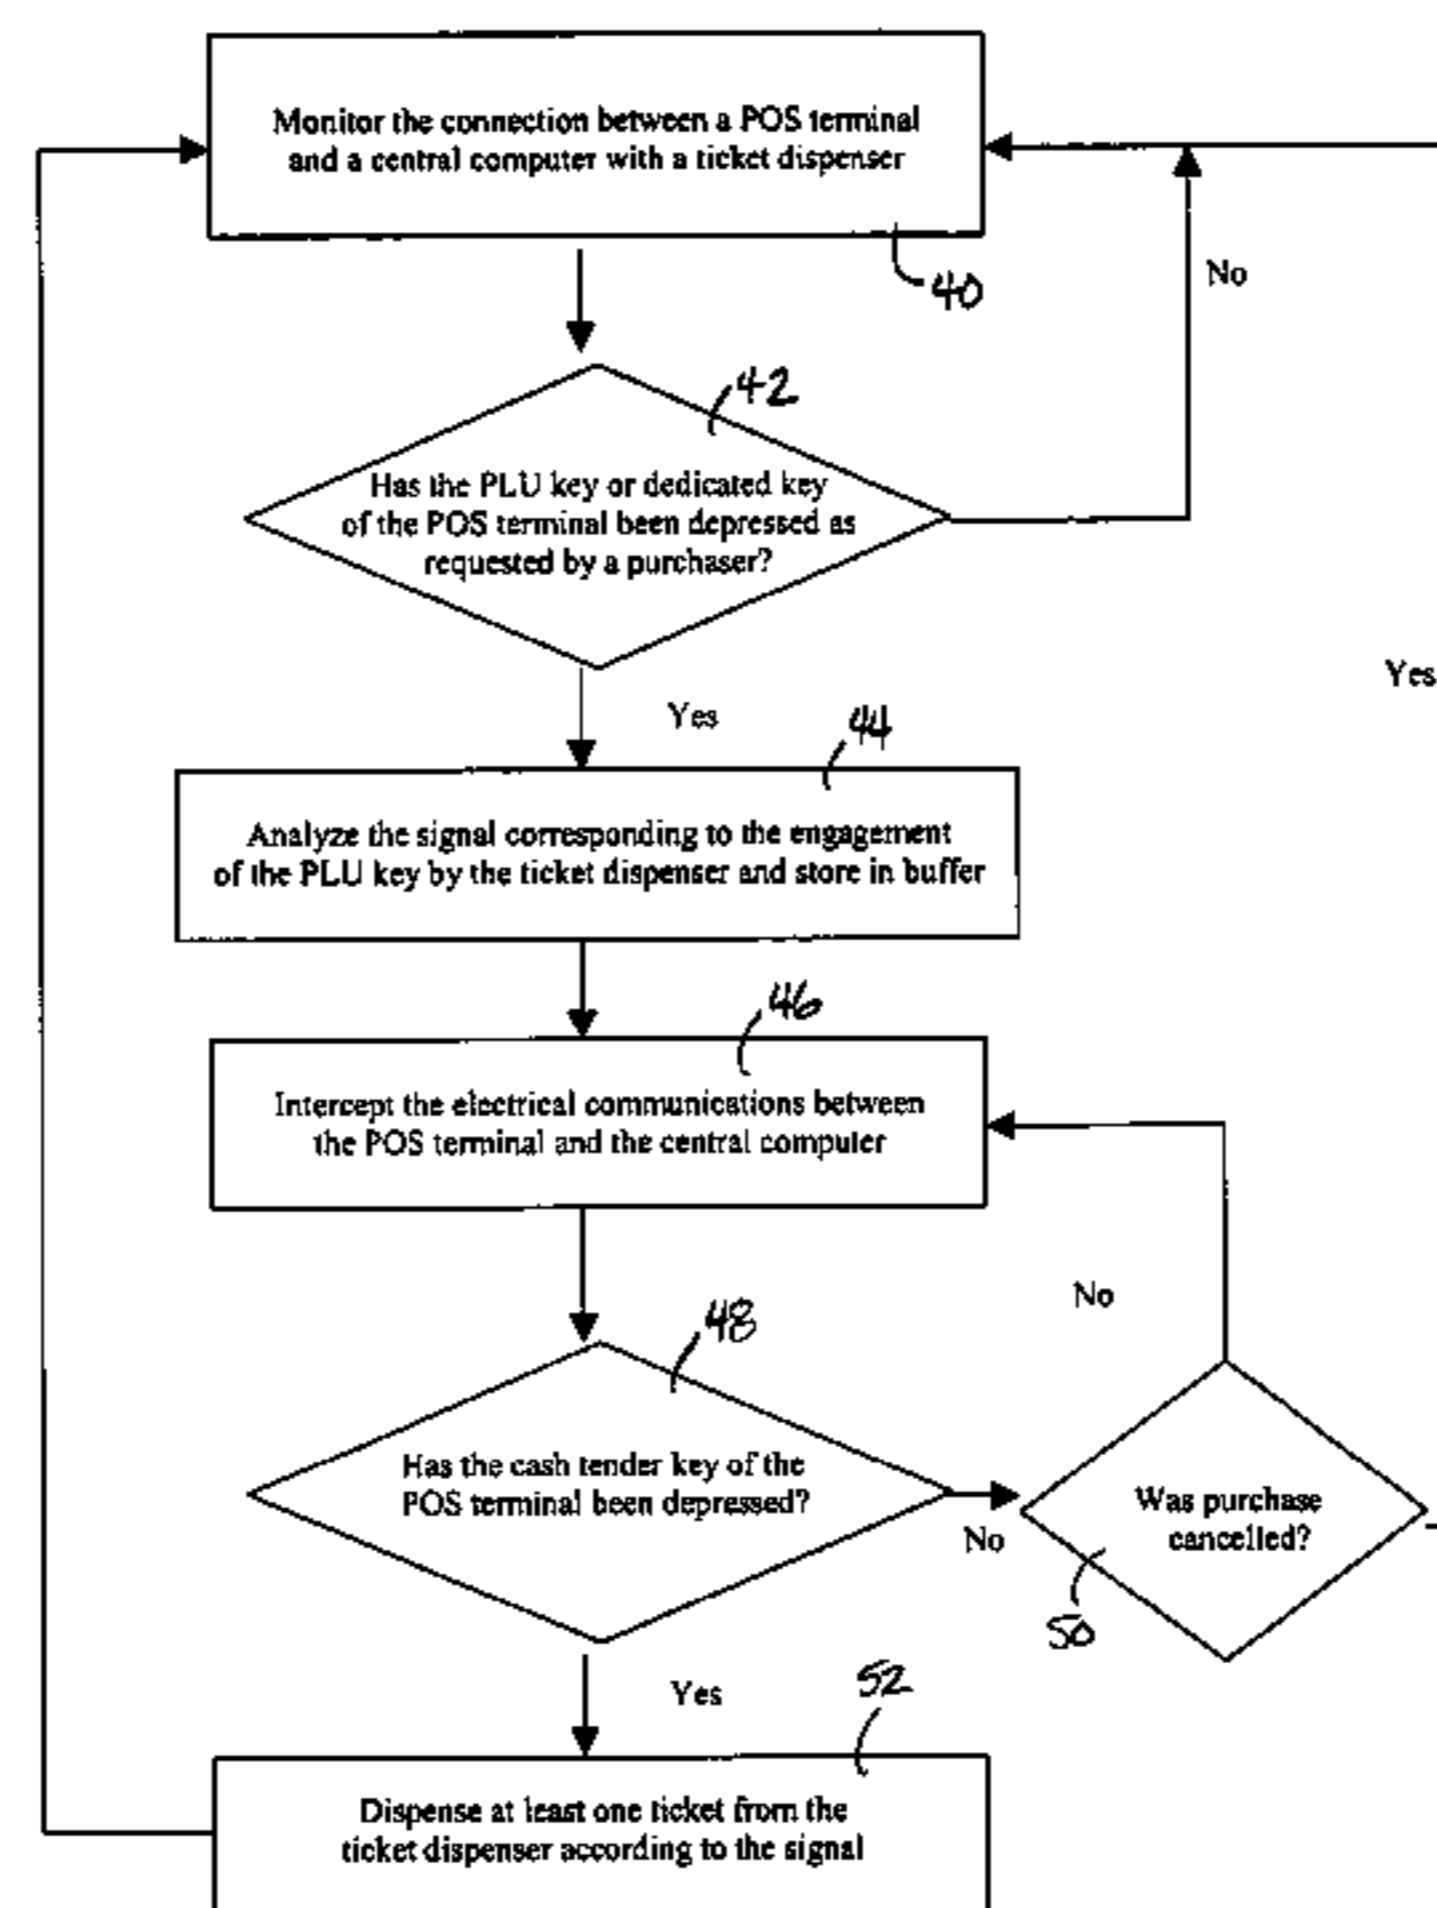 Monitor the connection between a POS terminal
and a central computer with a ticket dispenser
40
No
42
Has the PLU key or dedicated key
of the POS terminal been depressed as
requested by a purchaser?
Yes
Yes
44
Analyze the signal corresponding to the engagement
of the PLU key by the ticket dispenser and store in buffer
46
Intercept the electrical communications between
the POS terminal and the central computer
No
48
Has the cash tender key of the
POS terminal been depressed?
No
Was purchase
cancelled?
50
Yes
52
Dispense at least one ticket from the
ticket dispenser according to the signal